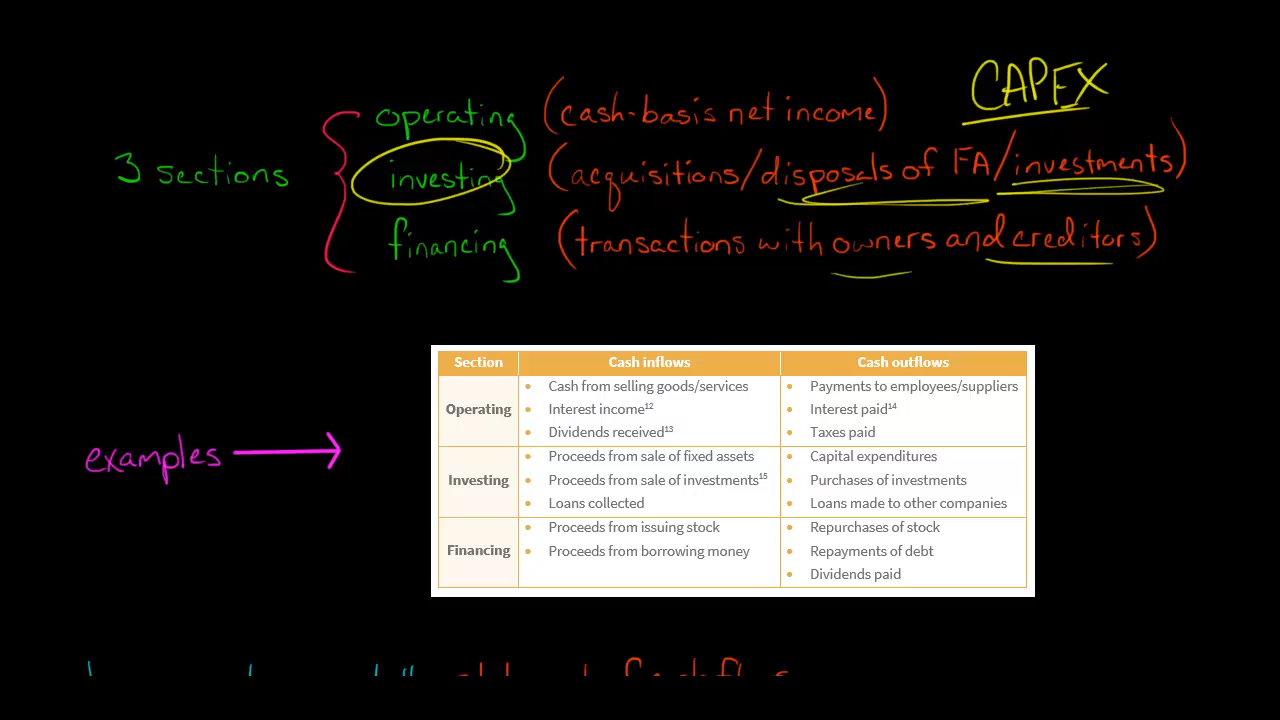 CAPEX
operating (cash-basis net income)
3 sections investing (acquisitions/disposals of FA/investments)
financing (transactions with owners and creditors)
Section Cash inflows Cash outflows
Operating
• Cash from selling goods/services • Payments to employees/suppliers
• Interest income12 • Interest paid14
• Dividends received13 • Taxes paid
Investing
• Proceeds from sale of fixed assets • Capital expenditures
• Proceeds from sale of investments15 • Purchases of investments
• Loans collected • Loans made to other companies
Financing
• Proceeds from issuing stock • Repurchases of stock
• Proceeds from borrowing money • Repayments of debt
• Dividends paid
examples